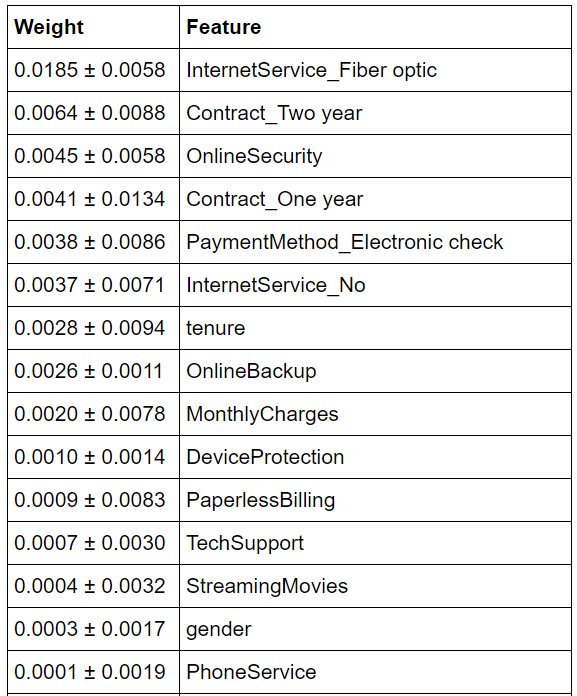 Weight Feature
0.0185 ± 0.0058 InternetService_Fiber optic
0.0064 ± 0.0088 Contract_Two year
0.0045 ± 0.0058 OnlineSecurity
0.0041 ± 0.0134 Contract_One year
0.0038 ± 0.0086 PaymentMethod_Electronic check
0.0037 ± 0.0071 InternetService_No
0.0028 ± 0.0094 tenure
0.0026 ± 0.0011 OnlineBackup
0.0020 ± 0.0078 MonthlyCharges
0.0010 ± 0.0014 DeviceProtection
0.0009 ± 0.0083 PaperlessBilling
0.0007 ± 0.0030 TechSupport
0.0004 ± 0.0032 StreamingMovies
0.0003 ± 0.0017 gender
0.0001 ± 0.0019 PhoneService